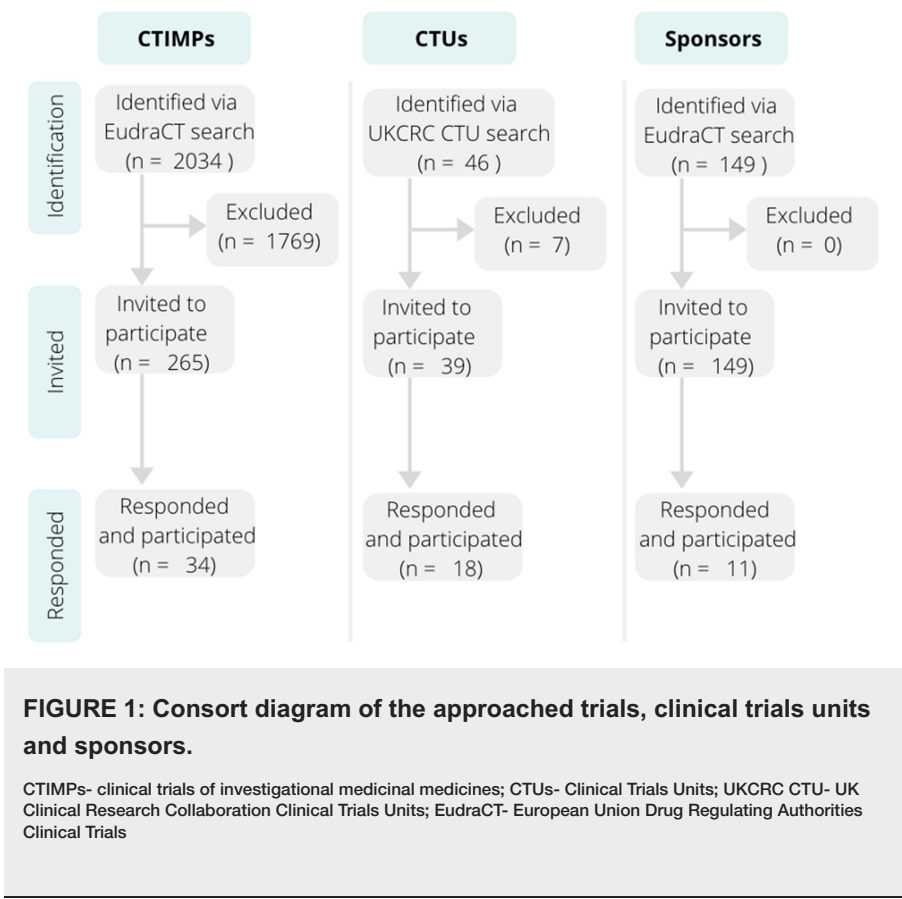 CTIMPs
CTUs
Sponsors
Identification
Identified via
EudraCT search
(n = 2034 )
Identified via
UKCRC CTU search
(n = 46 )
Identified via
EudraCT search
(n = 149 )
Excluded
(n = 1769)
Excluded
(n = 7)
Excluded
(n = 0)
Invited
Invited to
participate
(n = 265)
Invited to
participate
(n = 39)
Invited to
participate
(n = 149)
Responded
Responded
and participated
(n = 34)
Responded
and participated
(n = 18)
Responded
and participated
(n = 11)
FIGURE 1: Consort diagram of the approached trials, clinical trials units
and sponsors.
CTIMPs- clinical trials of investigational medicinal medicines; CTUs- Clinical Trials Units; UKCRC CTU- UK
Clinical Research Collaboration Clinical Trials Units; EudraCT- European Union Drug Regulating Authorities
Clinical Trials